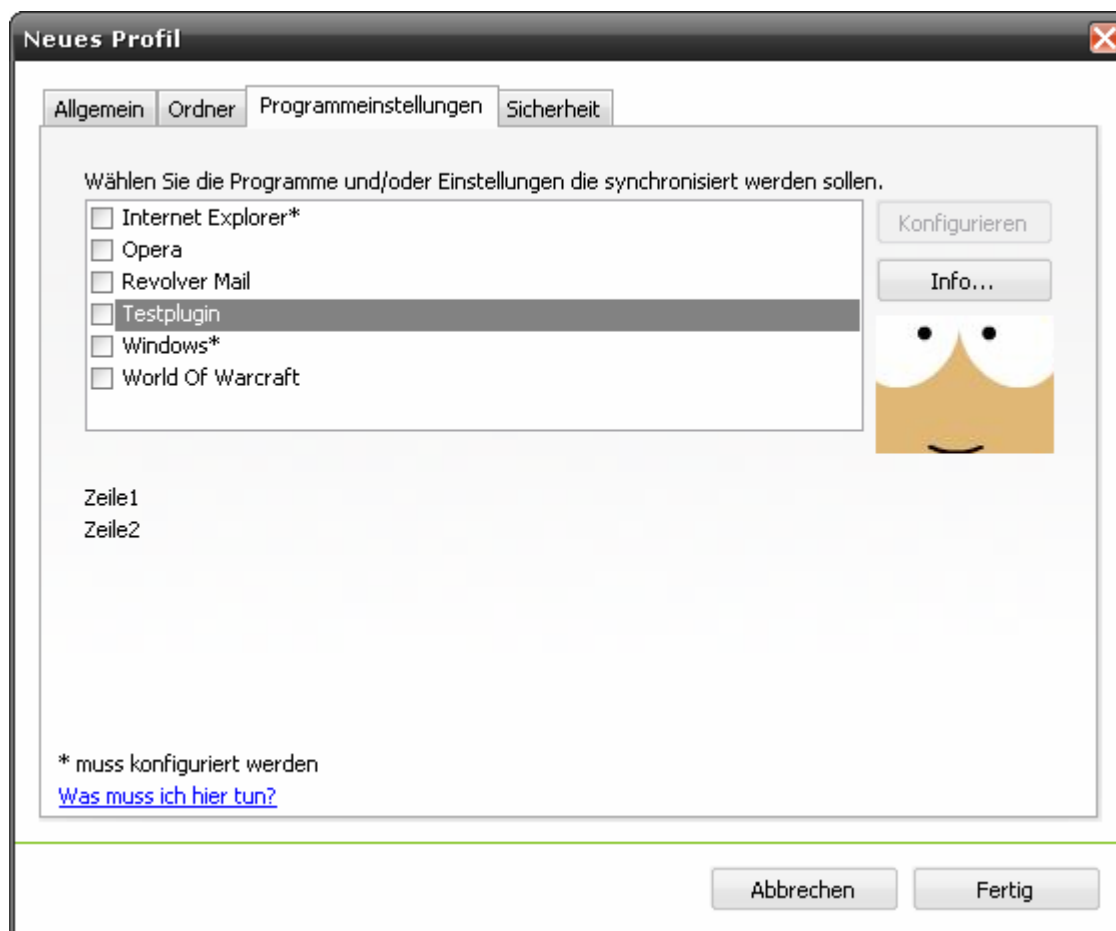 Neues Profil
Allgemein Ordner Programmeinstellungen Sicherheit
Wählen Sie die Programme und/oder Einstellungen die synchronisiert werden sollen.
Internet Explorer* Konfigurieren
Opera
Revolver Mail Info...
Testplugin
Windows*
World Of Warcraft
Zeile1
Zeile2
* muss konfiguriert werden
Was muss ich hier tun?
Abbrechen Fertig